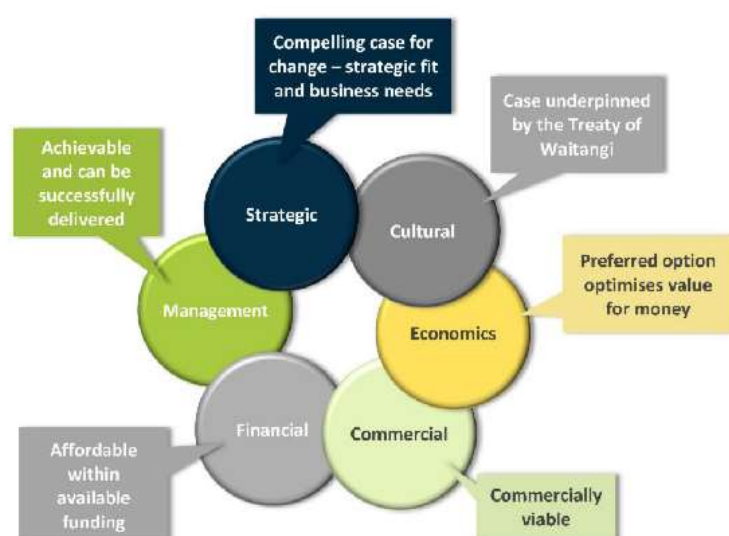 Compelling case for
change – strategic fit
and business needs
Case underpinned
by the Treaty of
Waitangi
Achievable
and can be
successfully
delivered
Strategic
Cultural
Preferred option
optimises value
for money
Management
Economics
Financial
Commercial
Affordable
within
available
funding
Commercially
viable